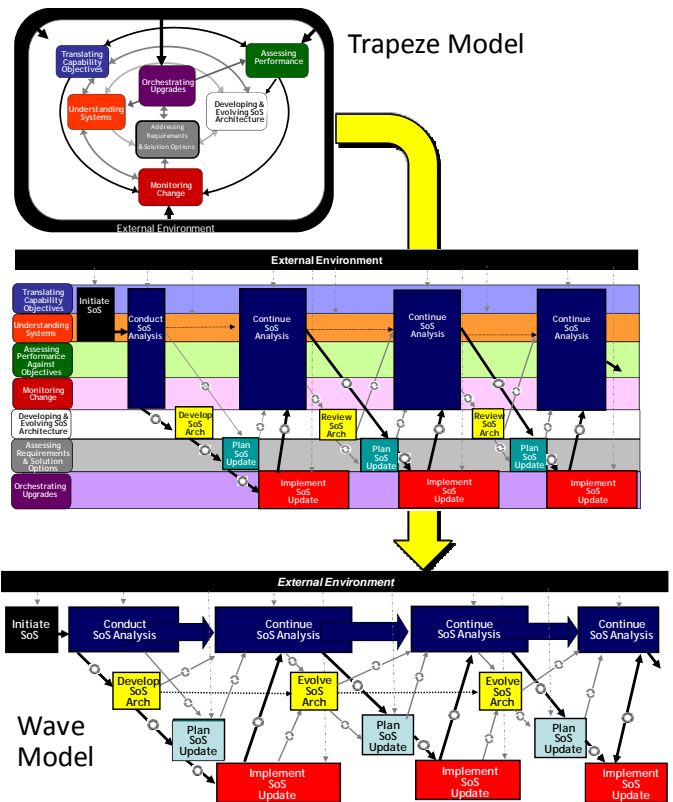 Trapeze Model
Translating
Capability
Objectives
Assessing
Performance
Orchestrating
Upgrades
Understanding
Systems
Developing &
Evolving SoS
Architecture
Addressing
Requirements
& Solution Options
Monitoring
Change
External Environment
External Environment
Translating
Capability
Objectives
Initiate
SoS
Conduct
SoS
Analysis
Continue
SoS
Analysis
Continue
SoS
Analysis
Continue
SoS
Analysis
Understanding
Systems
Assessing
Performance
Against
Objectives
Monitoring
Change
Developing &
Evolving SoS
Architecture
Develop
SoS
Arch
Review
SoS
Arch
Review
SoS
Arch
Assessing
Requirements
& Solution
Options
Plan
SoS
Update
Plan
SoS
Update
Plan
SoS
Update
Orchestrating
Upgrades
Implement
SoS
Update
Implement
SoS
Update
Implement
SoS
Update
External Environment
Initiate
SoS
Conduct
SoS Analysis
Continue
SoS Analysis
Continue
SoS Analysis
Continue
SoS Analysis
Develop
SoS
Arch
Evolve
SoS
Arch
Evolve
SoS
Arch
Wave
Model
Plan
SoS
Update
Plan
SoS
Update
Plan
SoS
Update
Implement
SoS
Update
Implement
SoS
Update
Implement
SoS
Update